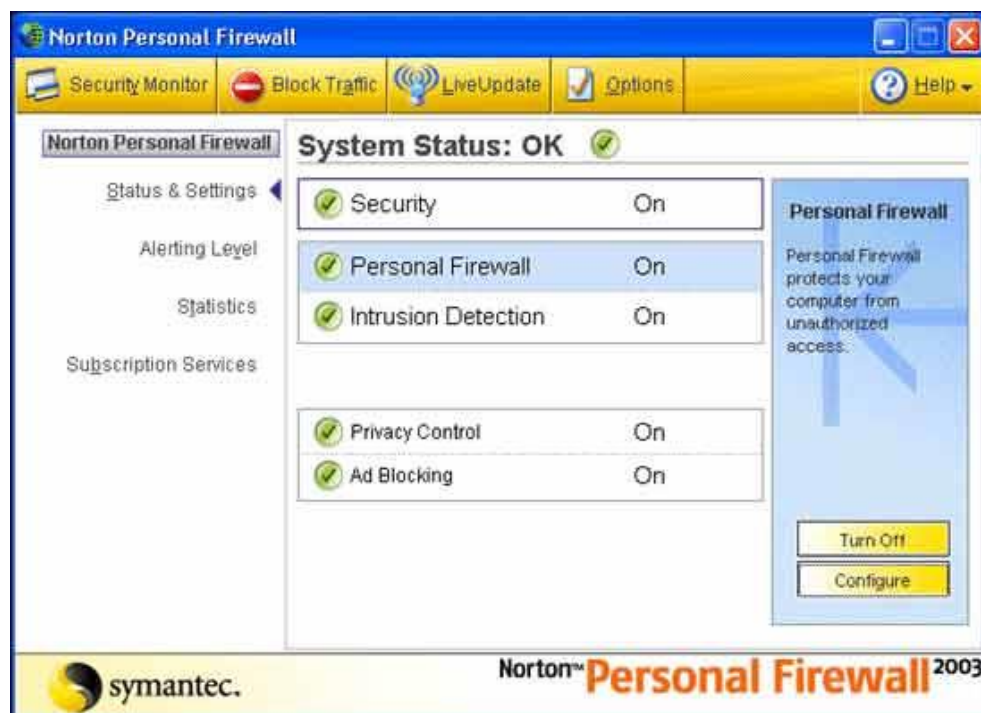 Norton Personal Firewall
Security Monitor Block Traffic LiveUpdate Options Help
Norton Personal Firewall
Status & Settings
Alerting Level
Statistics
Subscription Services
System Status: OK
Security On
Personal Firewall On
Intrusion Detection On
Privacy Control On
Ad Blocking On
Personal Firewall
Personal Firewall
protects your
computer from
unauthorized
access.
Turn Off
Configure
symantec.
Norton™ Personal Firewall 2003